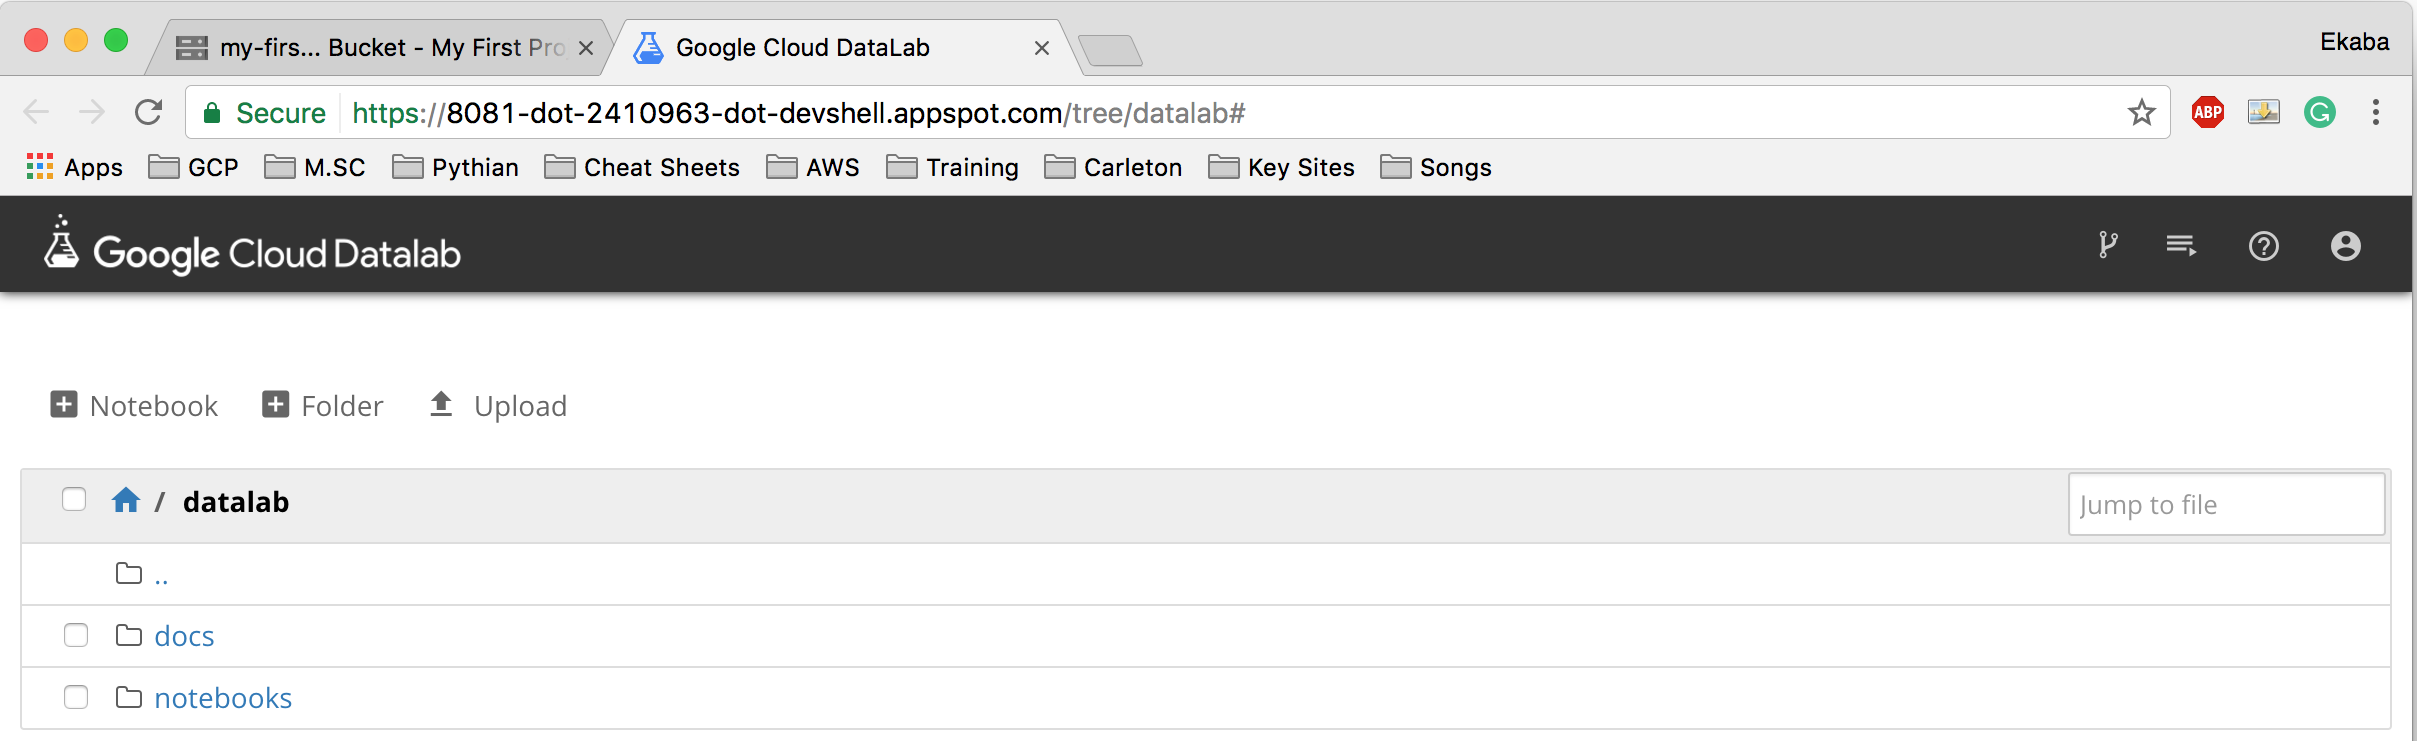 my-firs... Bucket - My First Pro
Google Cloud DataLab
Ekaba
Secure https://8081-dot-2410963-dot-devshell.appspot.com/tree/datalab#
ABP
G
Apps GCP M.SC Pythian Cheat Sheets AWS Training Carleton Key Sites Songs
Google Cloud Datalab
Notebook Folder Upload
/ datalab Jump to file
..
docs
notebooks